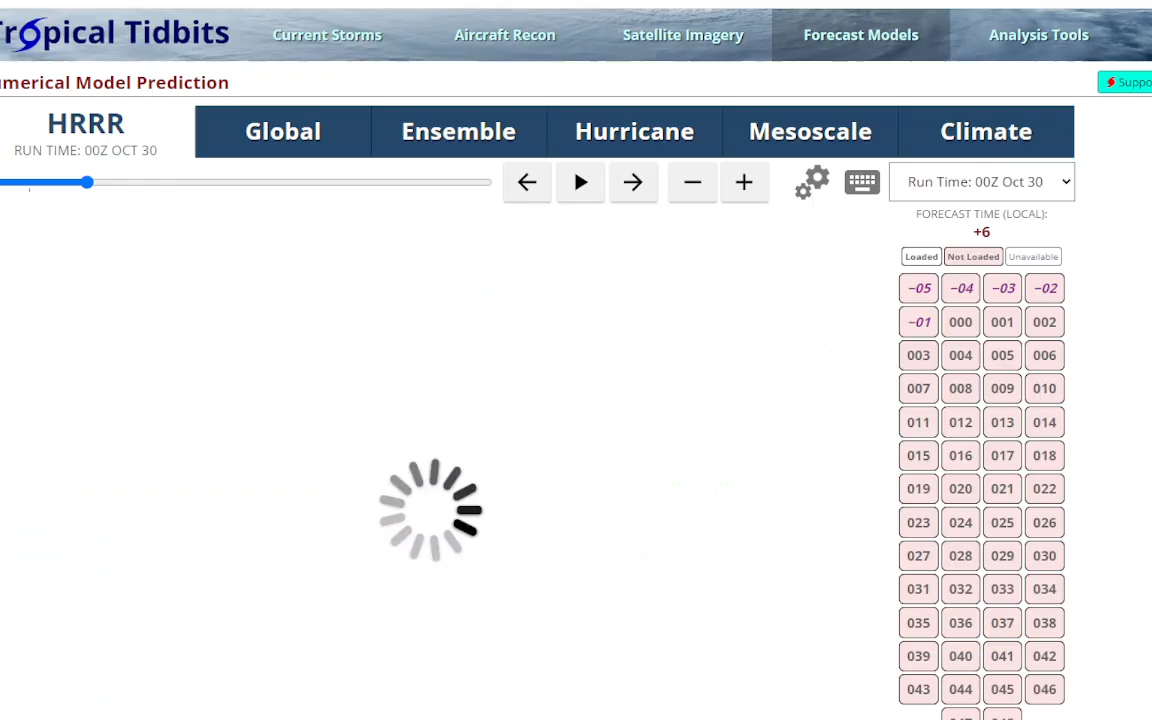 Tropical Tidbits
Current Storms
Aircraft Recon
Satellite Imagery
Forecast Models
Analysis Tools
merical Model Prediction
Suppo
HRRR
RUN TIME: 00Z OCT 30
Global
Ensemble
Hurricane
Mesoscale
Climate
Run Time: 00Z Oct 30
FORECAST TIME (LOCAL):
+6
Loaded Not Loaded Unavailable
−05 −04 −03 −02
−01 000 001 002
003 004 005 006
007 008 009 010
011 012 013 014
015 016 017 018
019 020 021 022
023 024 025 026
027 028 029 030
031 032 033 034
035 036 037 038
039 040 041 042
043 044 045 046